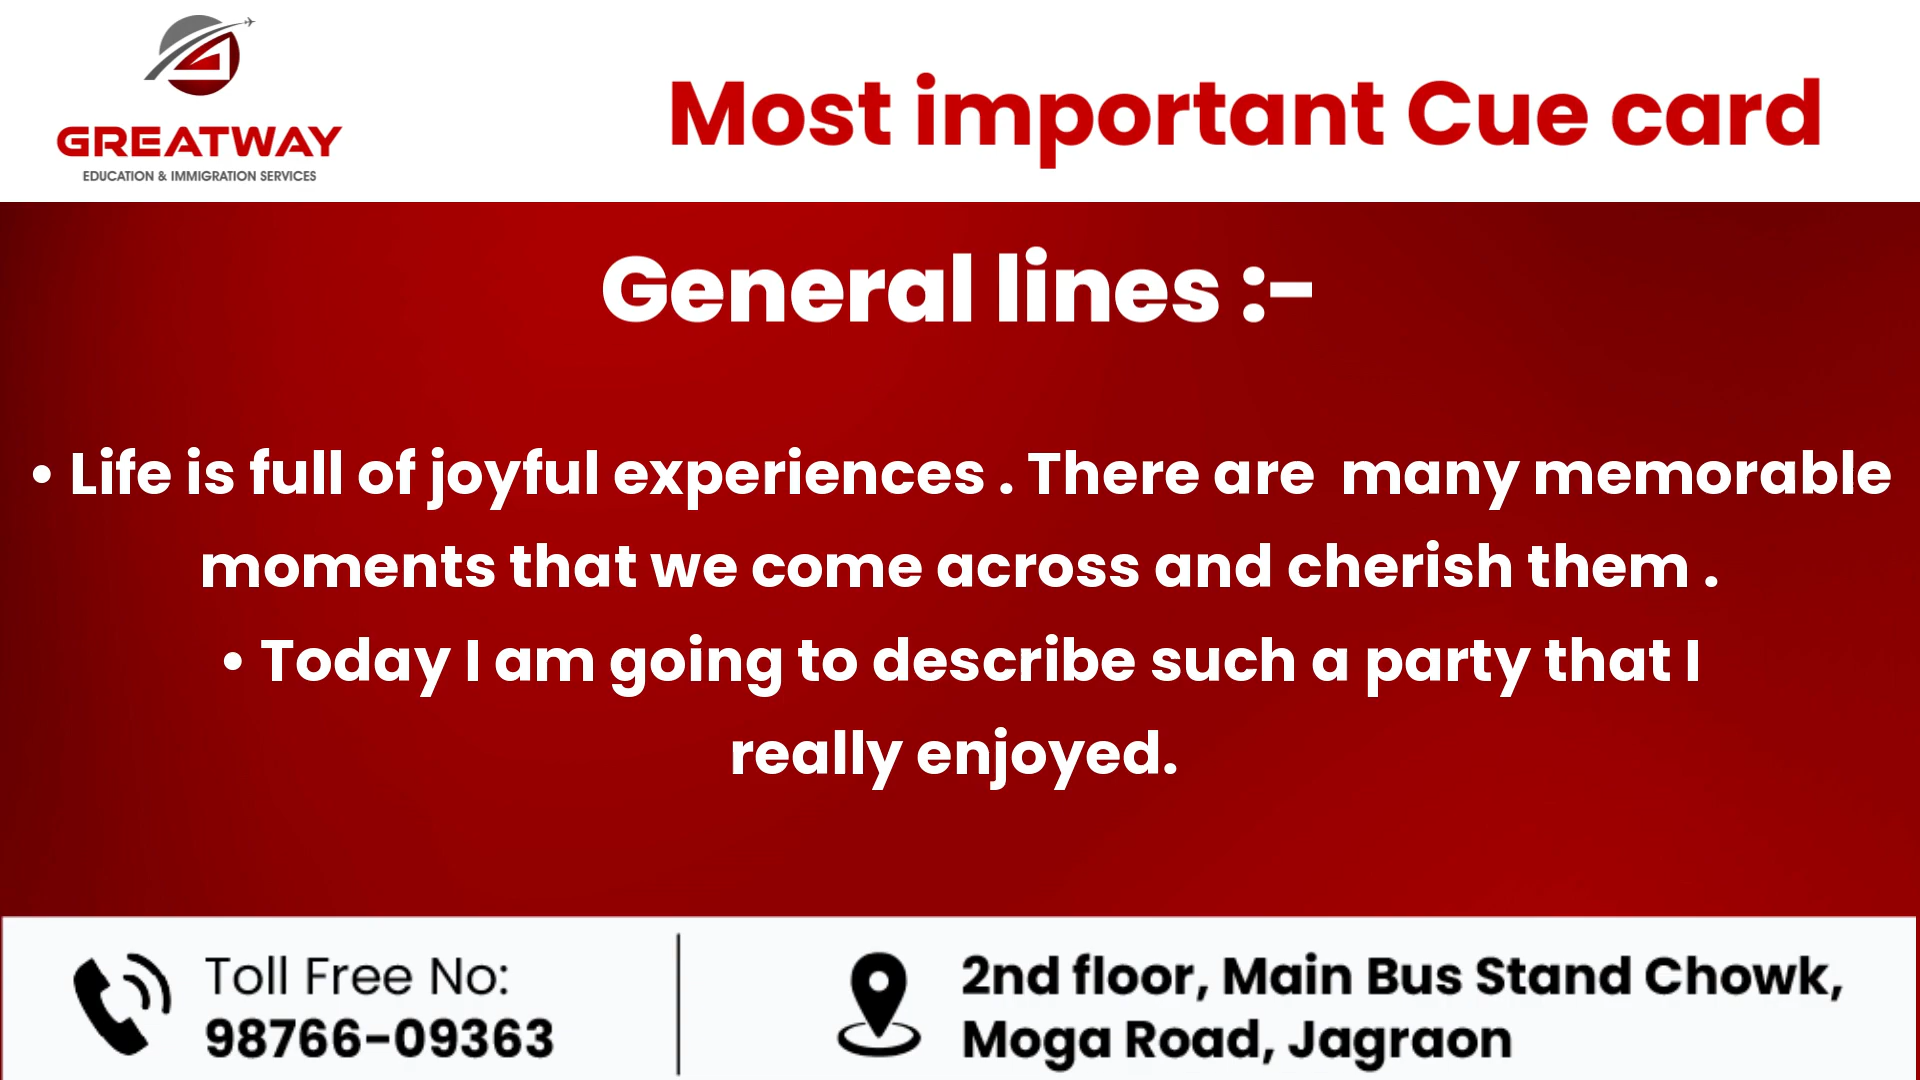 GREATWAY
EDUCATION & IMMIGRATION SERVICES
Most important Cue card
General lines :-
• Life is full of joyful experiences . There are  many memorable
moments that we come across and cherish them .
• Today I am going to describe such a party that I
really enjoyed.
Toll Free No:
98766-09363
2nd floor, Main Bus Stand Chowk,
Moga Road, Jagraon